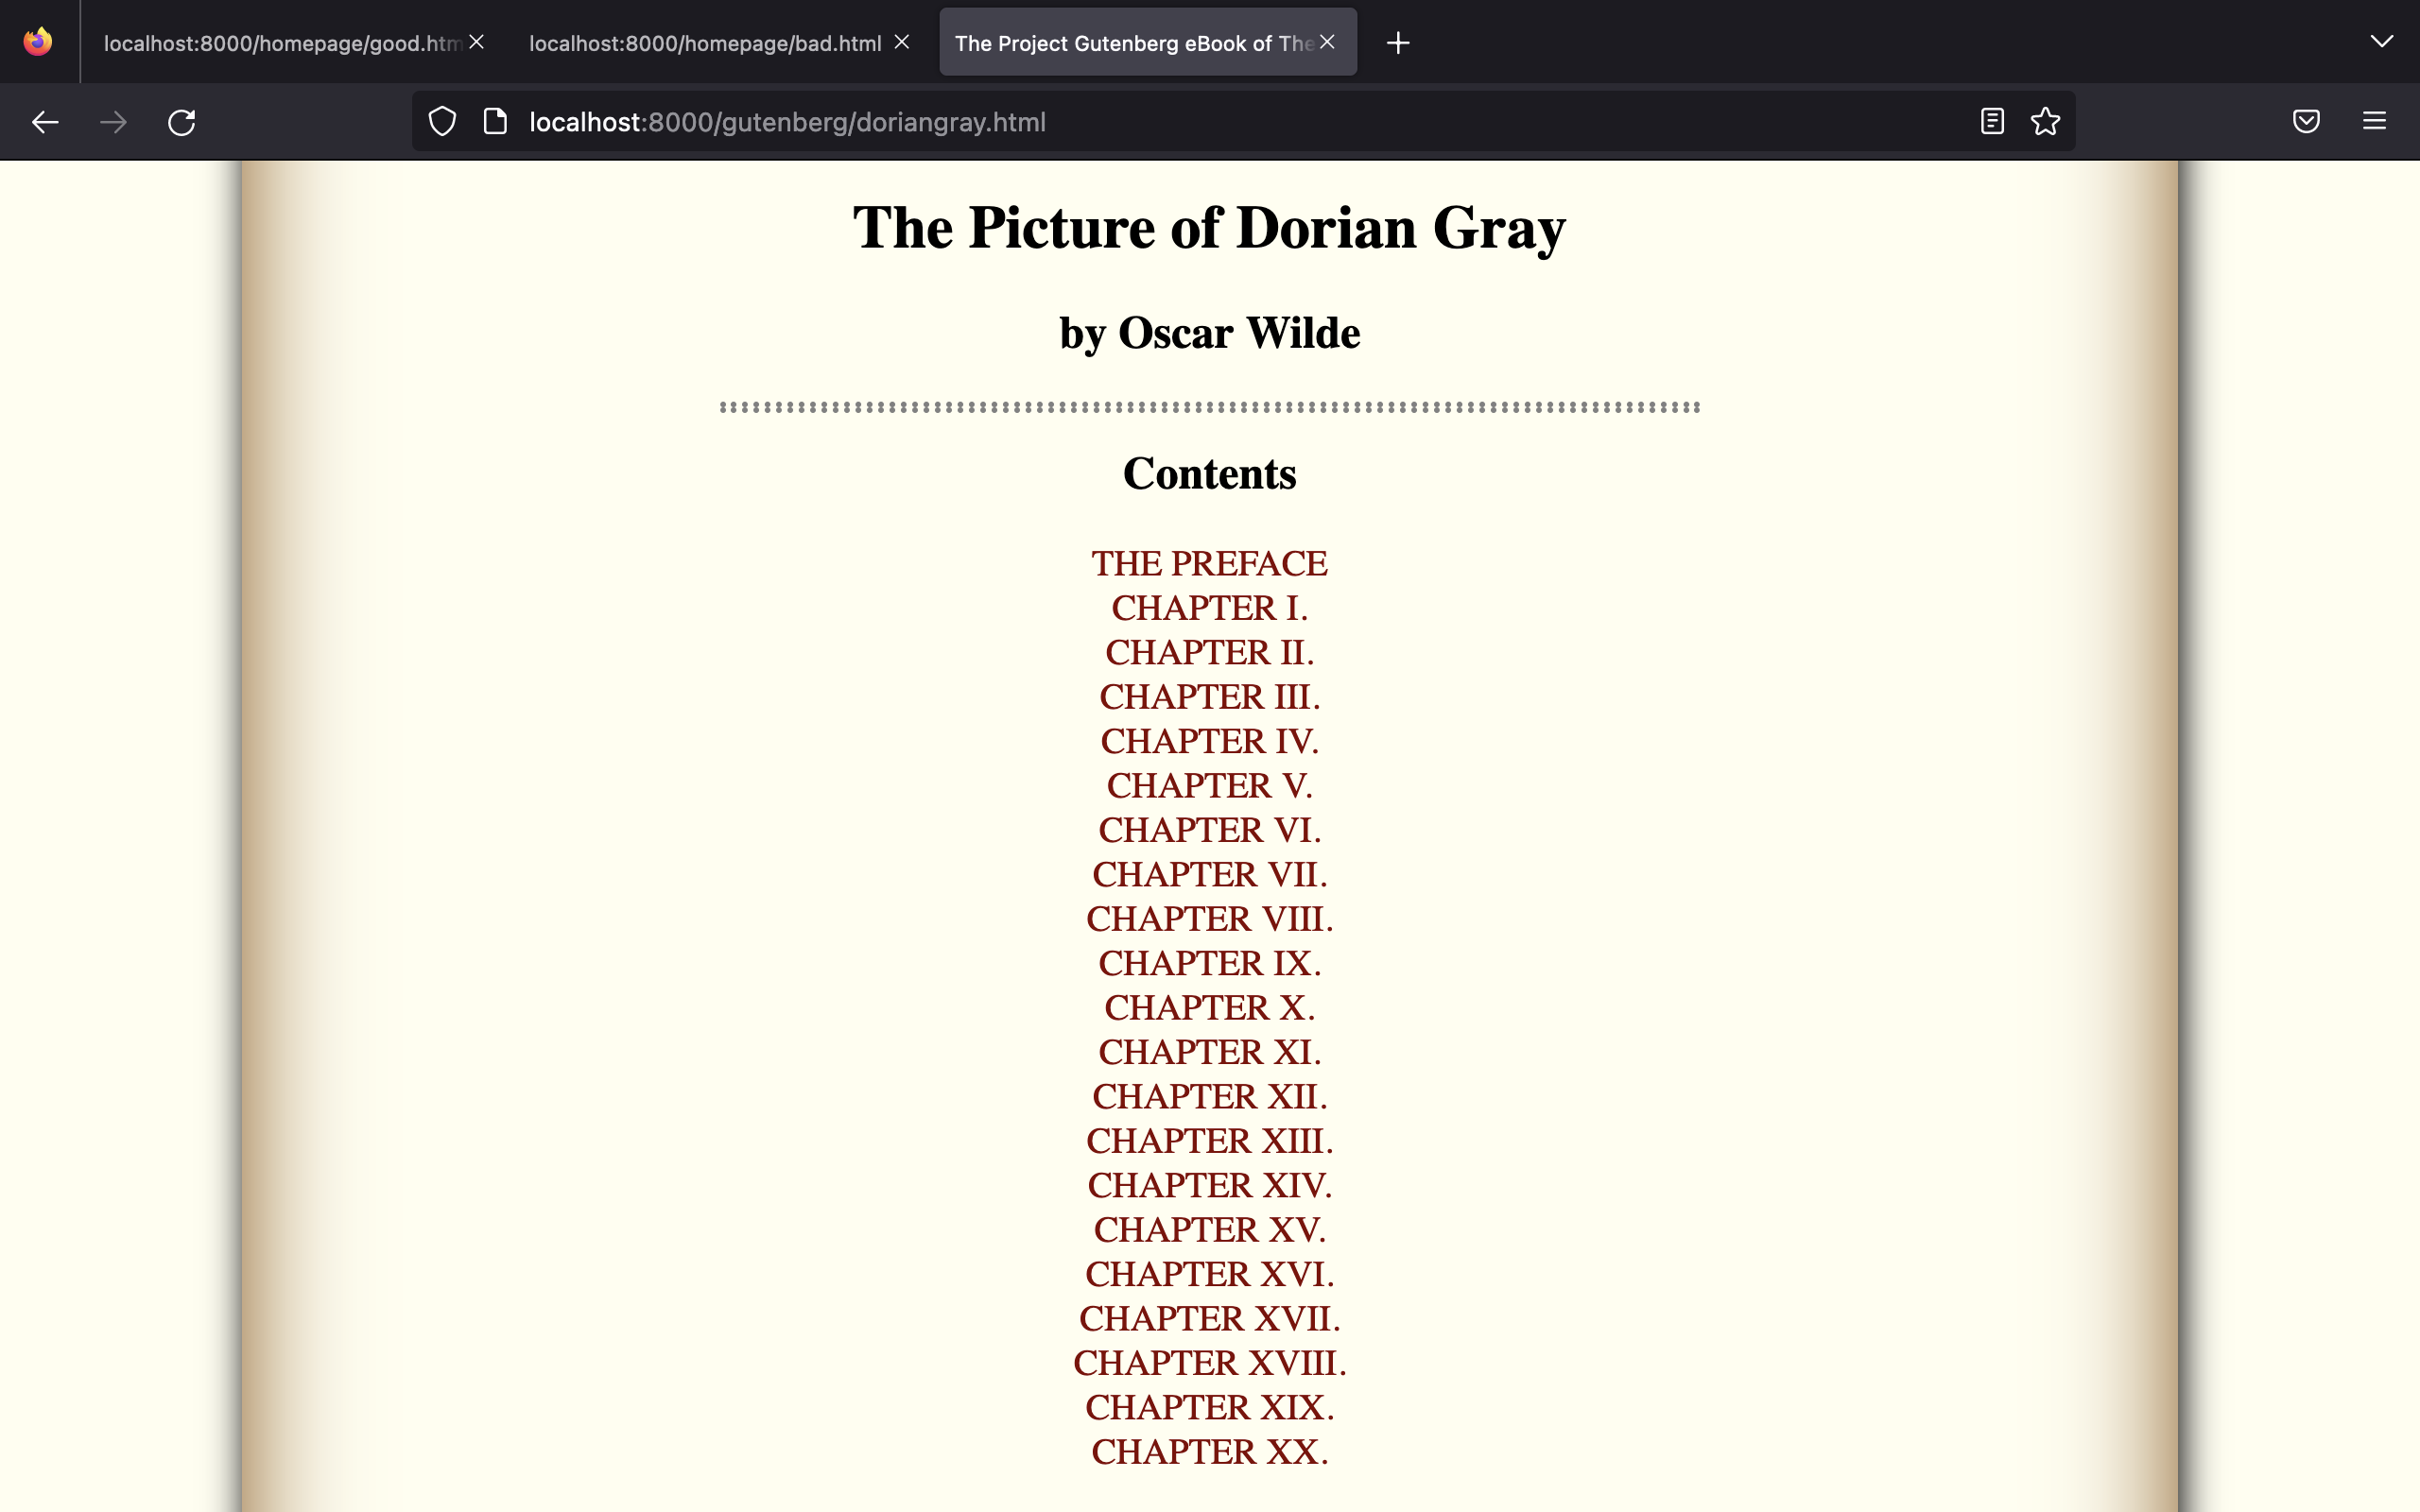 localhost:8000/homepage/good.htm
localhost:8000/homepage/bad.html
The Project Gutenberg eBook of The
localhost:8000/gutenberg/doriangray.html
The Picture of Dorian Gray
by Oscar Wilde
Contents
THE PREFACE
CHAPTER I.
CHAPTER II.
CHAPTER III.
CHAPTER IV.
CHAPTER V.
CHAPTER VI.
CHAPTER VII.
CHAPTER VIII.
CHAPTER IX.
CHAPTER X.
CHAPTER XI.
CHAPTER XII.
CHAPTER XIII.
CHAPTER XIV.
CHAPTER XV.
CHAPTER XVI.
CHAPTER XVII.
CHAPTER XVIII.
CHAPTER XIX.
CHAPTER XX.